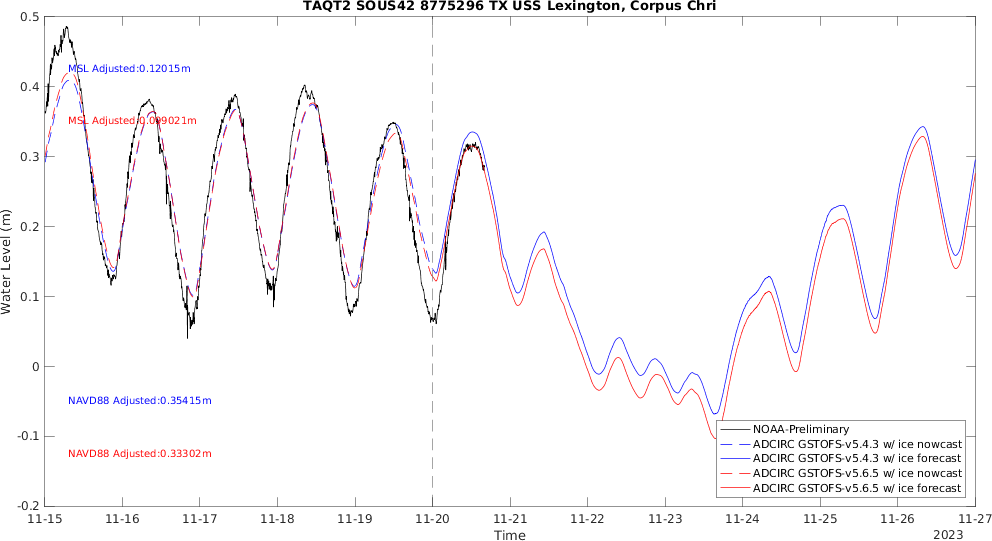 TAQT2 SOUS42 8775296 TX USS Lexington, Corpus Chri
0.5
0.4
0.3
0.2
0.1
0
-0.1
-0.2
Water Level (m)
MSL Adjusted:0.12015m
MSL Adjusted:0.099021m
NAVD88 Adjusted:0.35415m
NAVD88 Adjusted:0.33302m
NOAA-Preliminary
ADCIRC GSTOFS-v5.4.3 w/ ice nowcast
ADCIRC GSTOFS-v5.4.3 w/ ice forecast
ADCIRC GSTOFS-v5.6.5 w/ ice nowcast
ADCIRC GSTOFS-v5.6.5 w/ ice forecast
11-15 11-16 11-17 11-18 11-19 11-20 11-21 11-22 11-23 11-24 11-25 11-26 11-27
Time
2023